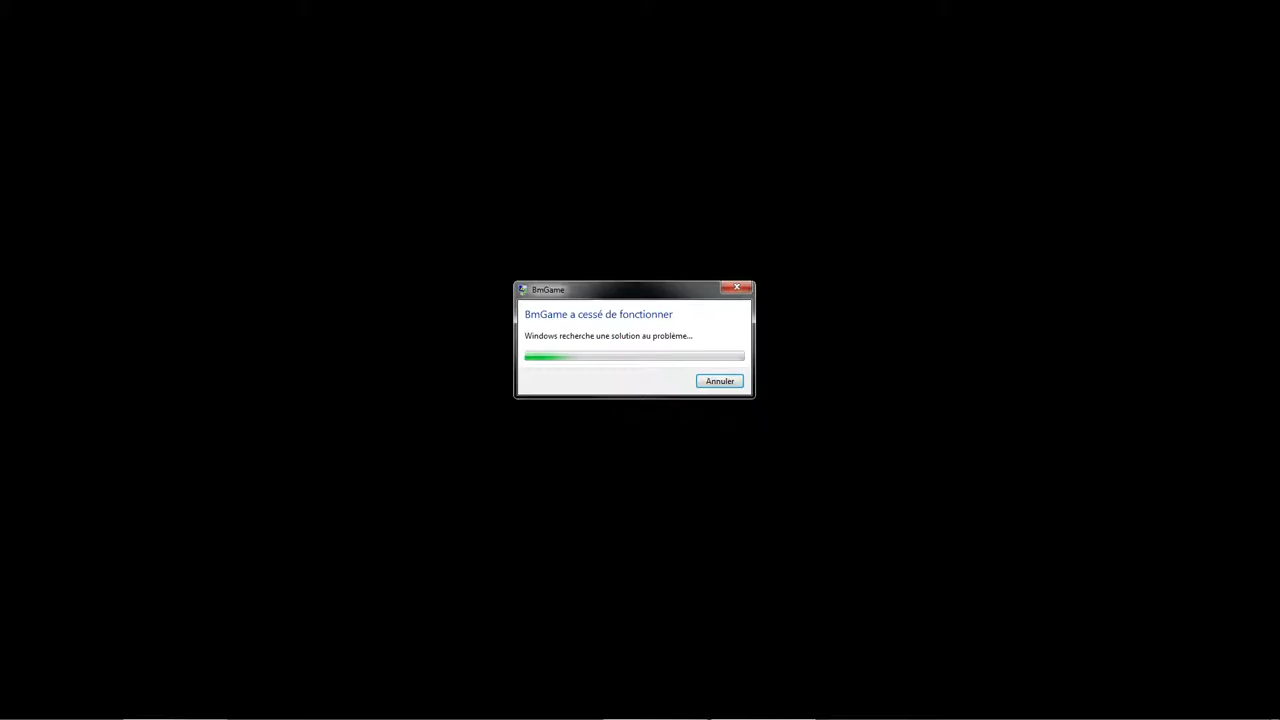 BmGame
BmGame a cessé de fonctionner
Windows recherche une solution au problème...
Annuler